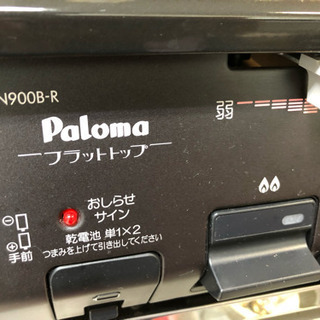 N900B-R
弱
Paloma
フラットトップ
おしらせ
サイン
乾電池 単1×2
つまみを上げて引き出してください
手前